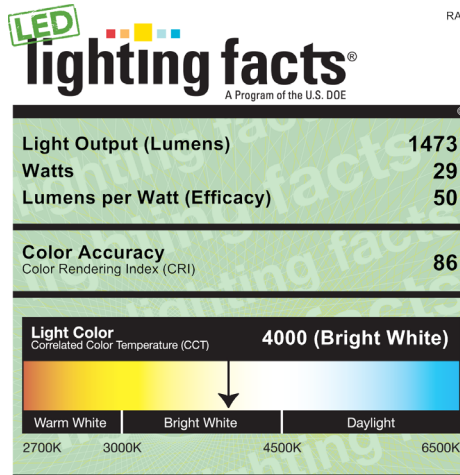 LED
RA
lighting facts®
A Program of the U.S. DOE
Light Output (Lumens) 1473
Watts 29
Lumens per Watt (Efficacy) 50
Color Accuracy
Color Rendering Index (CRI) 86
Light Color
Correlated Color Temperature (CCT) 4000 (Bright White)
Warm White Bright White Daylight
2700K 3000K 4500K 6500K